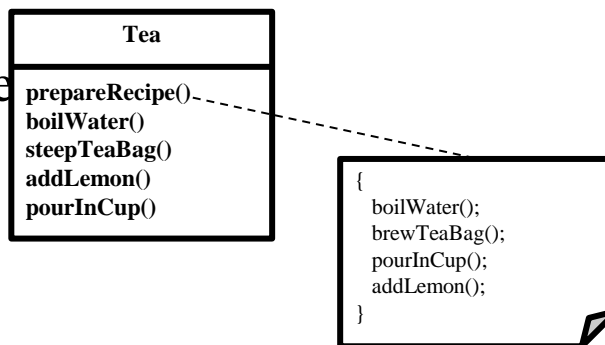 Tea
e
prepareRecipe()
boilWater()
steepTeaBag()
addLemon()
pourInCup()
{
boilWater();
brewTeaBag();
pourInCup();
addLemon();
}